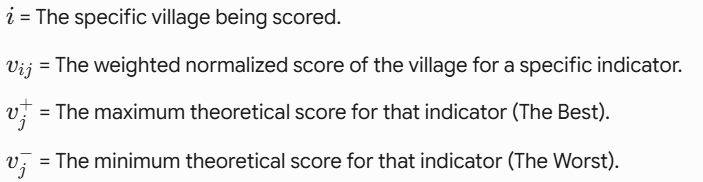 i = The specific village being scored.
v_{ij} = The weighted normalized score of the village for a specific indicator.
v_j^+ = The maximum theoretical score for that indicator (The Best).
v_j^- = The minimum theoretical score for that indicator (The Worst).